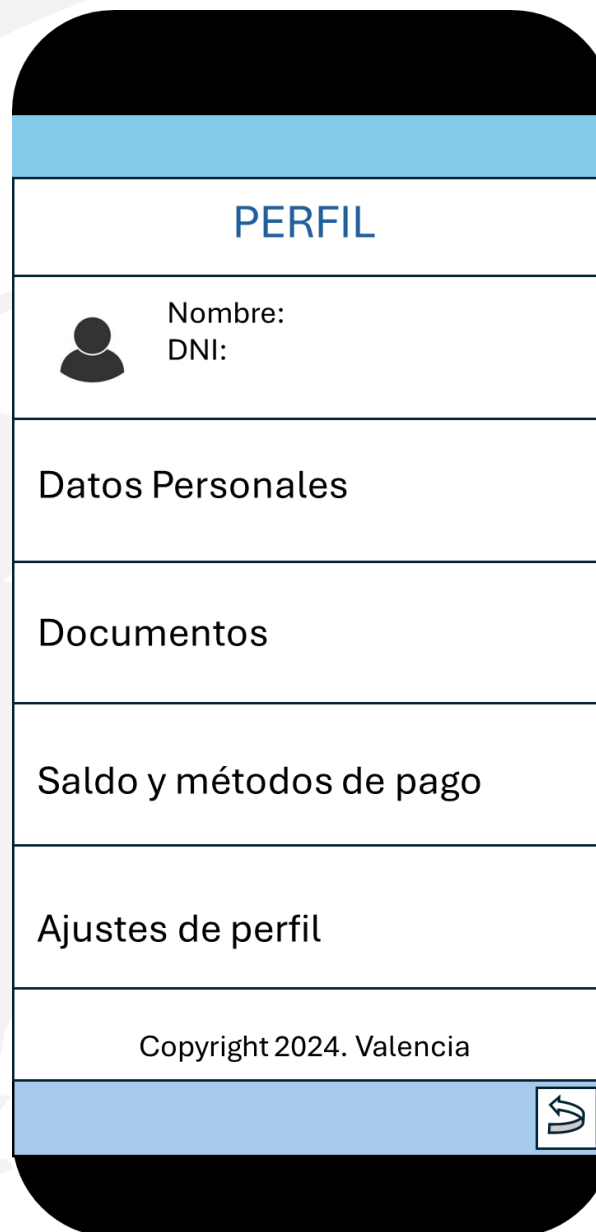 PERFIL
Nombre:
DNI:
Datos Personales
Documentos
Saldo y métodos de pago
Ajustes de perfil
Copyright 2024. Valencia